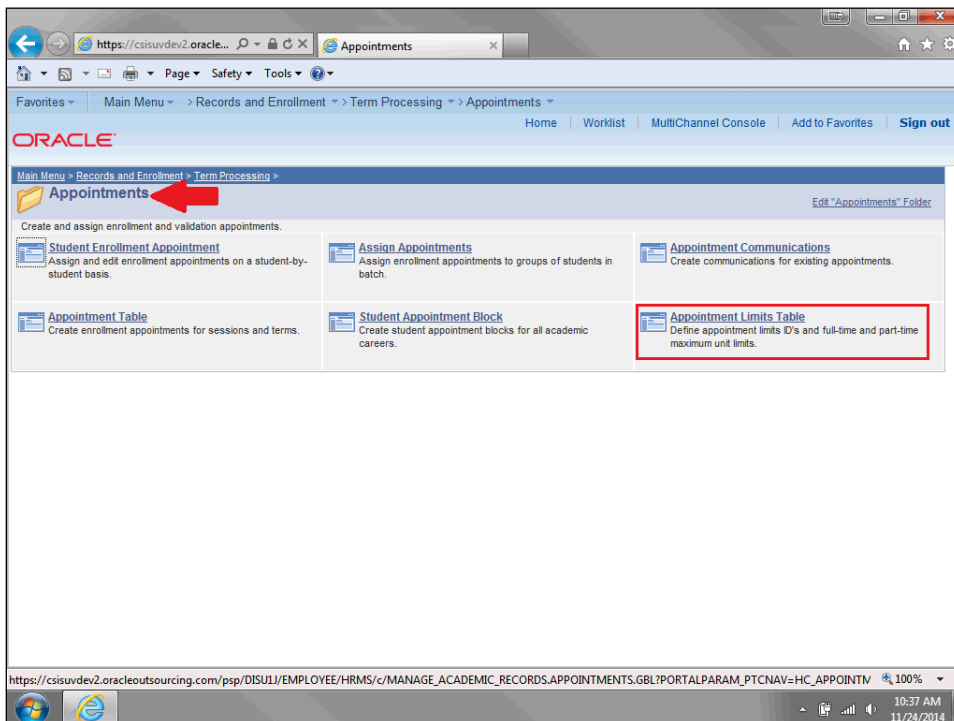 https://csisuvdev2.oracle...
Appointments
Page Safety Tools
Favorites Main Menu > Records and Enrollment > Term Processing > Appointments
Home Worklist MultiChannel Console Add to Favorites Sign out
ORACLE
Main Menu > Records and Enrollment > Term Processing >
Appointments
Edit "Appointments" Folder
Create and assign enrollment and validation appointments.
Student Enrollment Appointment
Assign and edit enrollment appointments on a student-by-
student basis.
Assign Appointments
Assign enrollment appointments to groups of students in
batch.
Appointment Communications
Create communications for existing appointments.
Appointment Table
Create enrollment appointments for sessions and terms.
Student Appointment Block
Create student appointment blocks for all academic
careers.
Appointment Limits Table
Define appointment limits ID's and full-time and part-time
maximum unit limits.
https://csisuvdev2.oracleoutsourcing.com/psp/DISU1J/EMPLOYEE/HRMS/c/MANAGE_ACADEMIC_RECORDS.APPOINTMENTS.GBL?PORTALPARAM_PTCNAV=HC_APPOINTM
100%
10:37 AM
11/24/2014